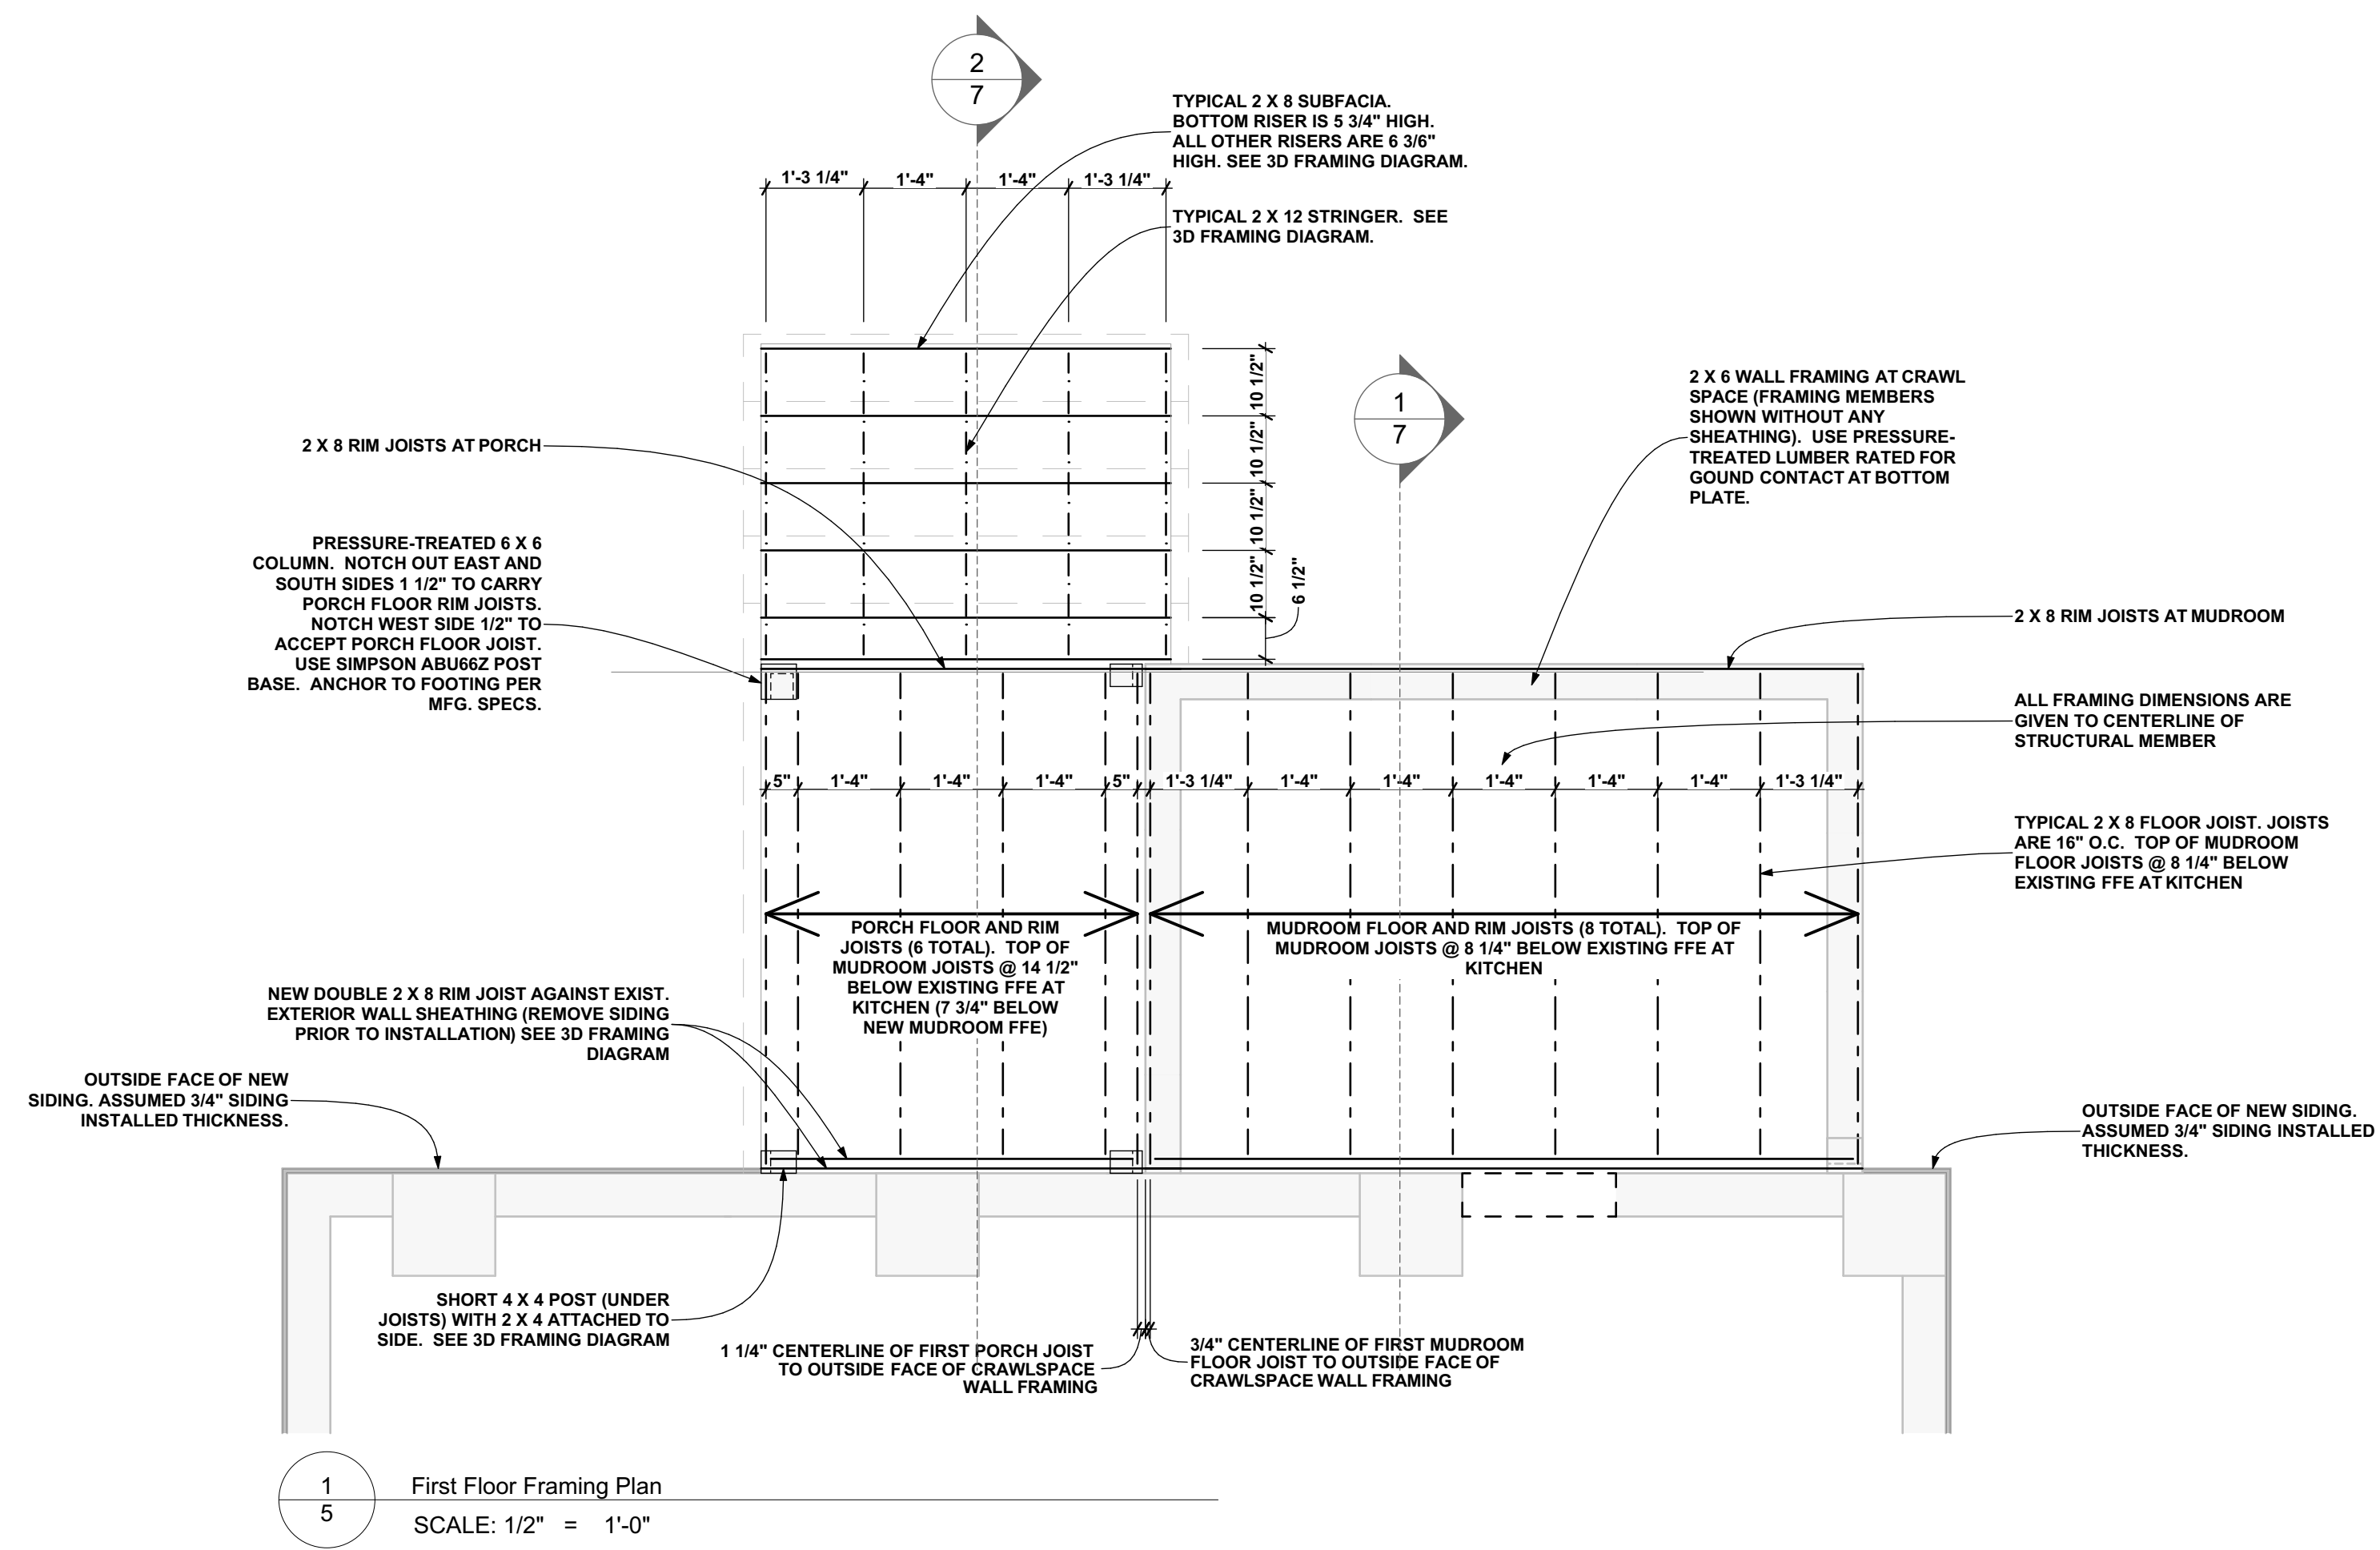 2
7
TYPICAL 2 X 8 SUBFACIA.
BOTTOM RISER IS 5 3/4" HIGH.
ALL OTHER RISERS ARE 6 3/6"
HIGH. SEE 3D FRAMING DIAGRAM.
1'-3 1/4"
1'-4"
1'-4"
1'-3 1/4"
TYPICAL 2 X 12 STRINGER.  SEE
3D FRAMING DIAGRAM.
10 1/2"
10 1/2"
10 1/2"
10 1/2"
6 1/2"
1
7
2 X 6 WALL FRAMING AT CRAWL
SPACE (FRAMING MEMBERS
SHOWN WITHOUT ANY
SHEATHING).  USE PRESSURE-
TREATED LUMBER RATED FOR
GOUND CONTACT AT BOTTOM
PLATE.
2 X 8 RIM JOISTS AT PORCH
PRESSURE-TREATED 6 X 6
COLUMN.  NOTCH OUT EAST AND
SOUTH SIDES 1 1/2" TO CARRY
PORCH FLOOR RIM JOISTS.
NOTCH WEST SIDE 1/2" TO
ACCEPT PORCH FLOOR JOIST.
USE SIMPSON ABU66Z POST
BASE.  ANCHOR TO FOOTING PER
MFG. SPECS.
2 X 8 RIM JOISTS AT MUDROOM
ALL FRAMING DIMENSIONS ARE
GIVEN TO CENTERLINE OF
STRUCTURAL MEMBER
5"
1'-4"
1'-4"
1'-4"
5"
1'-3 1/4"
1'-4"
1'-4"
1'-4"
1'-4"
1'-4"
1'-3 1/4"
TYPICAL 2 X 8 FLOOR JOIST. JOISTS
ARE 16" O.C.  TOP OF MUDROOM
FLOOR JOISTS @ 8 1/4" BELOW
EXISTING FFE AT KITCHEN
PORCH FLOOR AND RIM
JOISTS (6 TOTAL).  TOP OF
MUDROOM JOISTS @ 14 1/2"
BELOW EXISTING FFE AT
KITCHEN (7 3/4" BELOW
NEW MUDROOM FFE)
MUDROOM FLOOR AND RIM JOISTS (8 TOTAL).  TOP OF
MUDROOM JOISTS @ 8 1/4" BELOW EXISTING FFE AT
KITCHEN
NEW DOUBLE 2 X 8 RIM JOIST AGAINST EXIST.
EXTERIOR WALL SHEATHING (REMOVE SIDING
PRIOR TO INSTALLATION) SEE 3D FRAMING
DIAGRAM
OUTSIDE FACE OF NEW
SIDING. ASSUMED 3/4" SIDING
INSTALLED THICKNESS.
OUTSIDE FACE OF NEW SIDING.
ASSUMED 3/4" SIDING INSTALLED
THICKNESS.
SHORT 4 X 4 POST (UNDER
JOISTS) WITH 2 X 4 ATTACHED TO
SIDE.  SEE 3D FRAMING DIAGRAM
1 1/4" CENTERLINE OF FIRST PORCH JOIST
TO OUTSIDE FACE OF CRAWLSPACE
WALL FRAMING
3/4" CENTERLINE OF FIRST MUDROOM
FLOOR JOIST TO OUTSIDE FACE OF
CRAWLSPACE WALL FRAMING
1
5
First Floor Framing Plan
SCALE: 1/2"   =    1'-0"